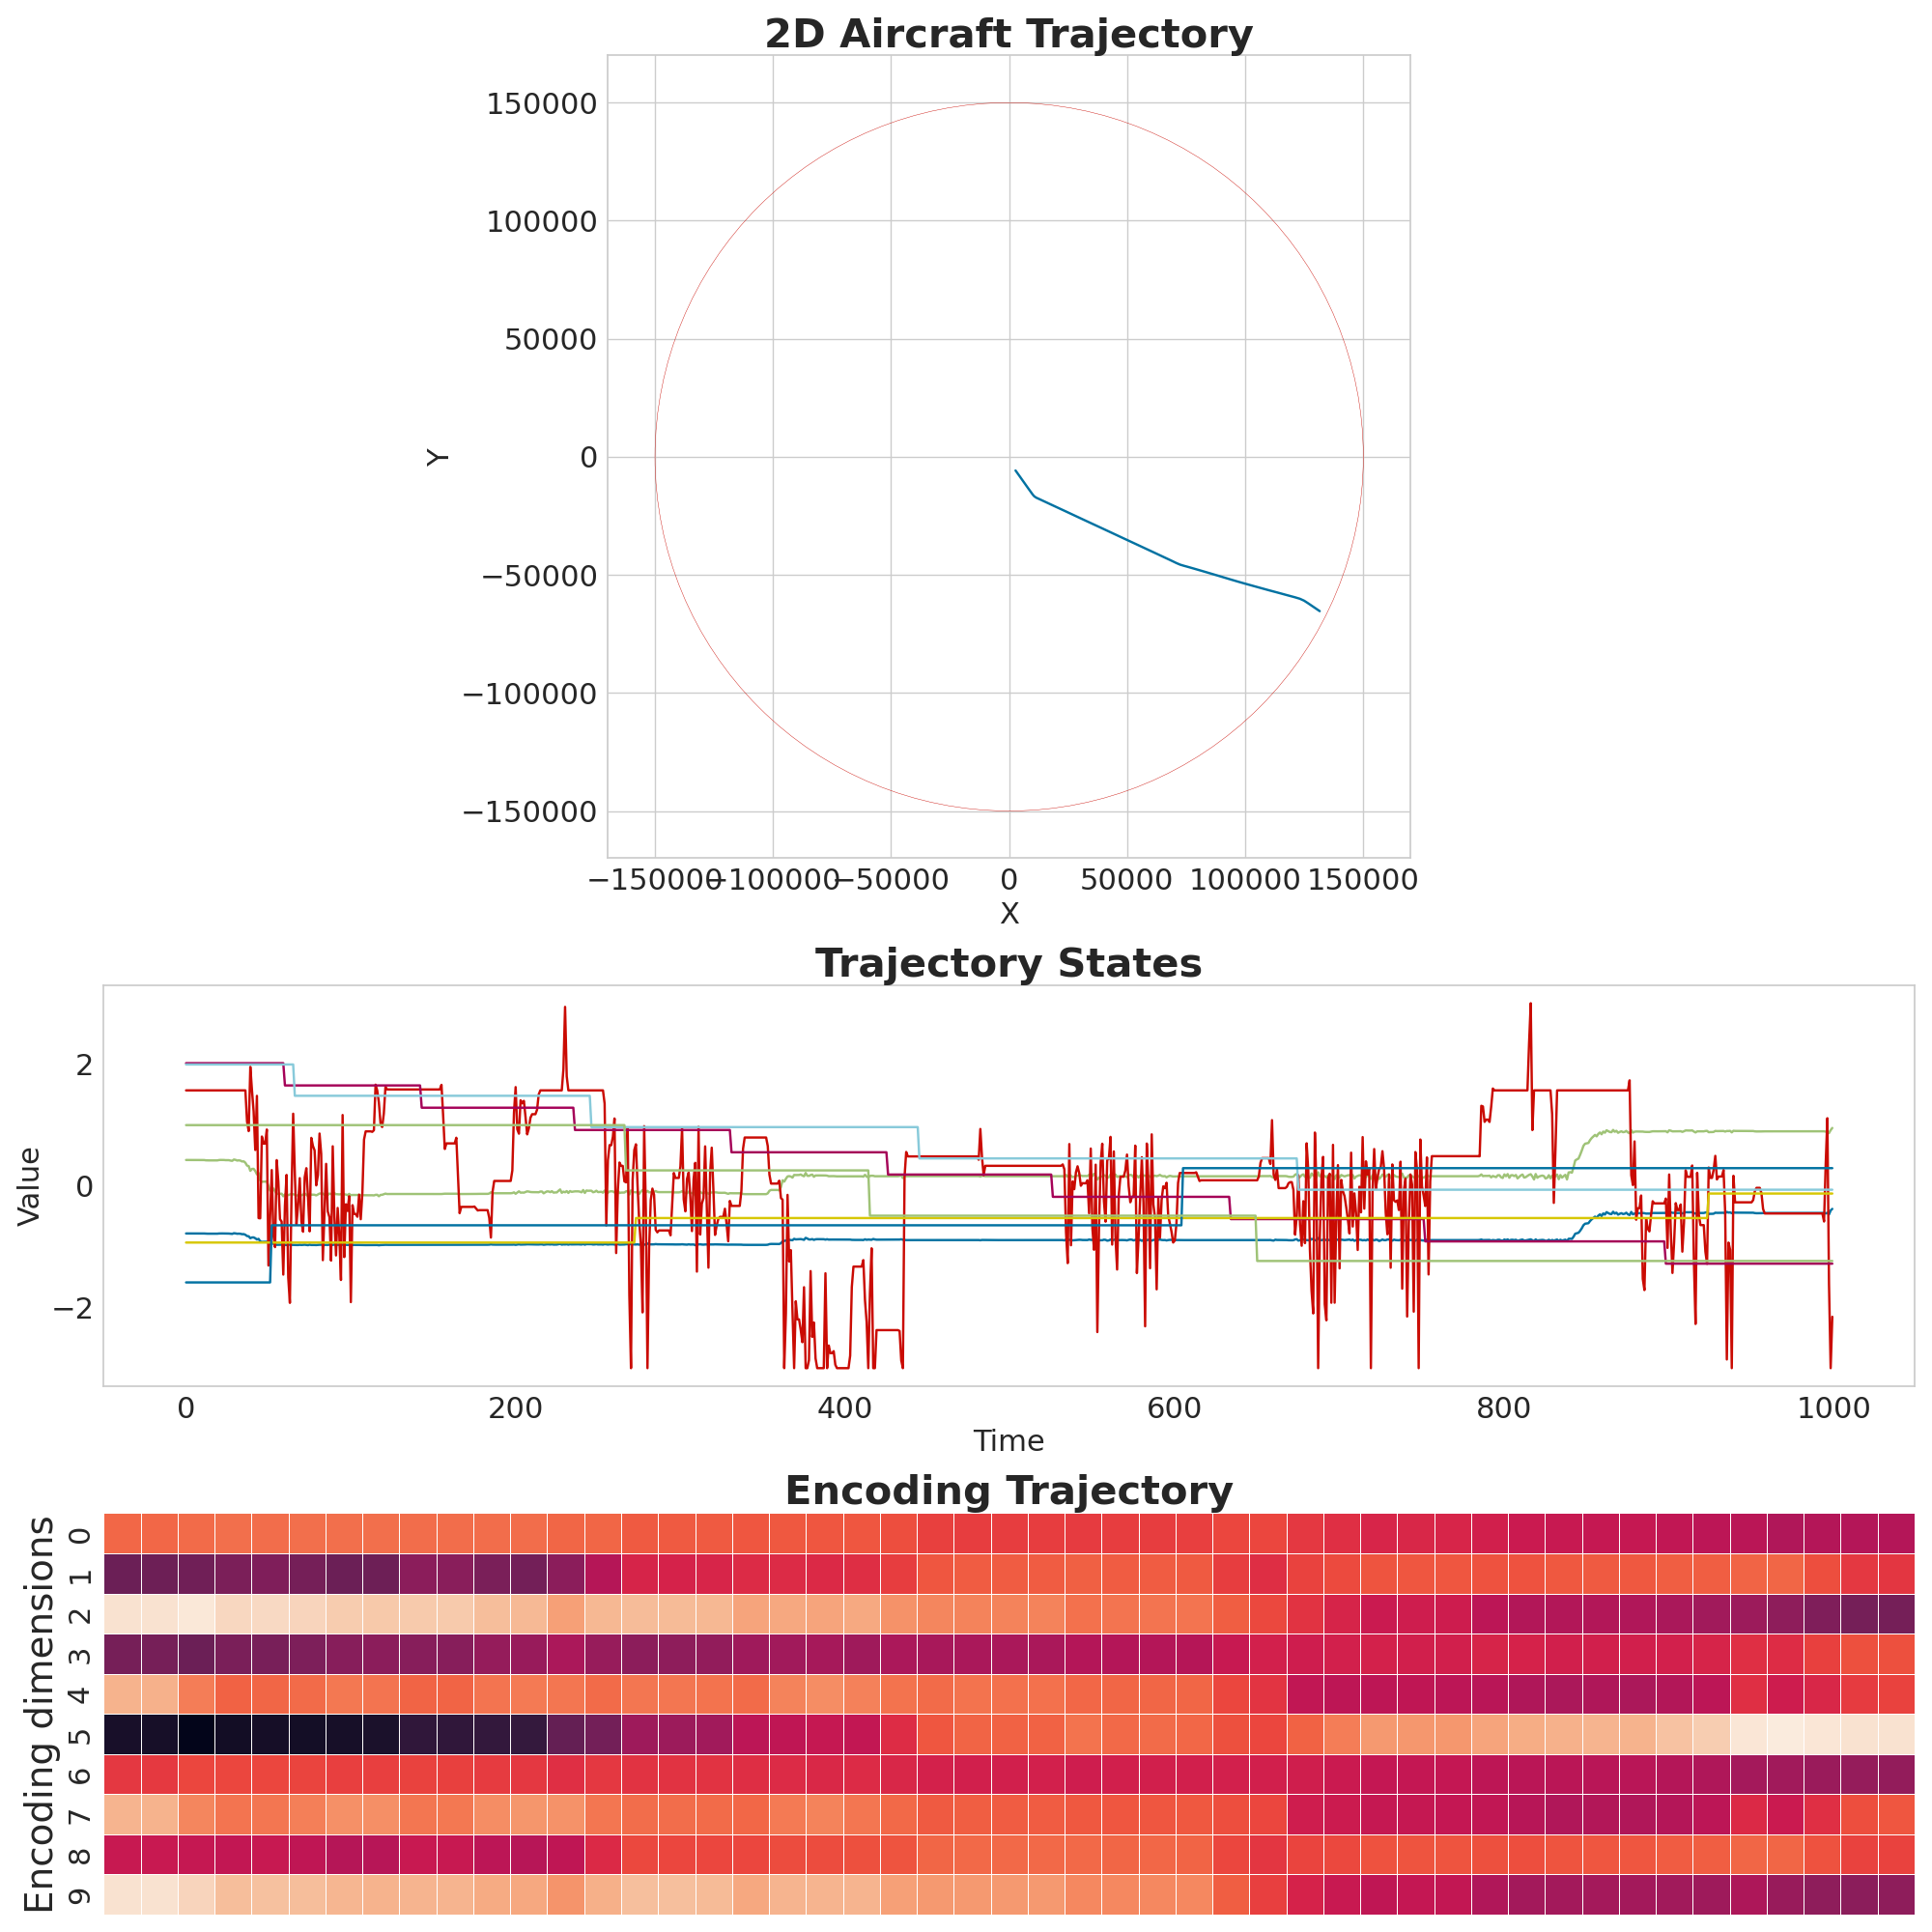 2D Aircraft Trajectory
150000
100000
50000
0
−50000
−100000
−150000
Y
−150000 −100000 −50000 0 50000 100000 150000
X
Trajectory States
2
0
−2
Value
0 200 400 600 800 1000
Time
Encoding Trajectory
Encoding dimensions
0
1
2
3
4
5
6
7
8
9